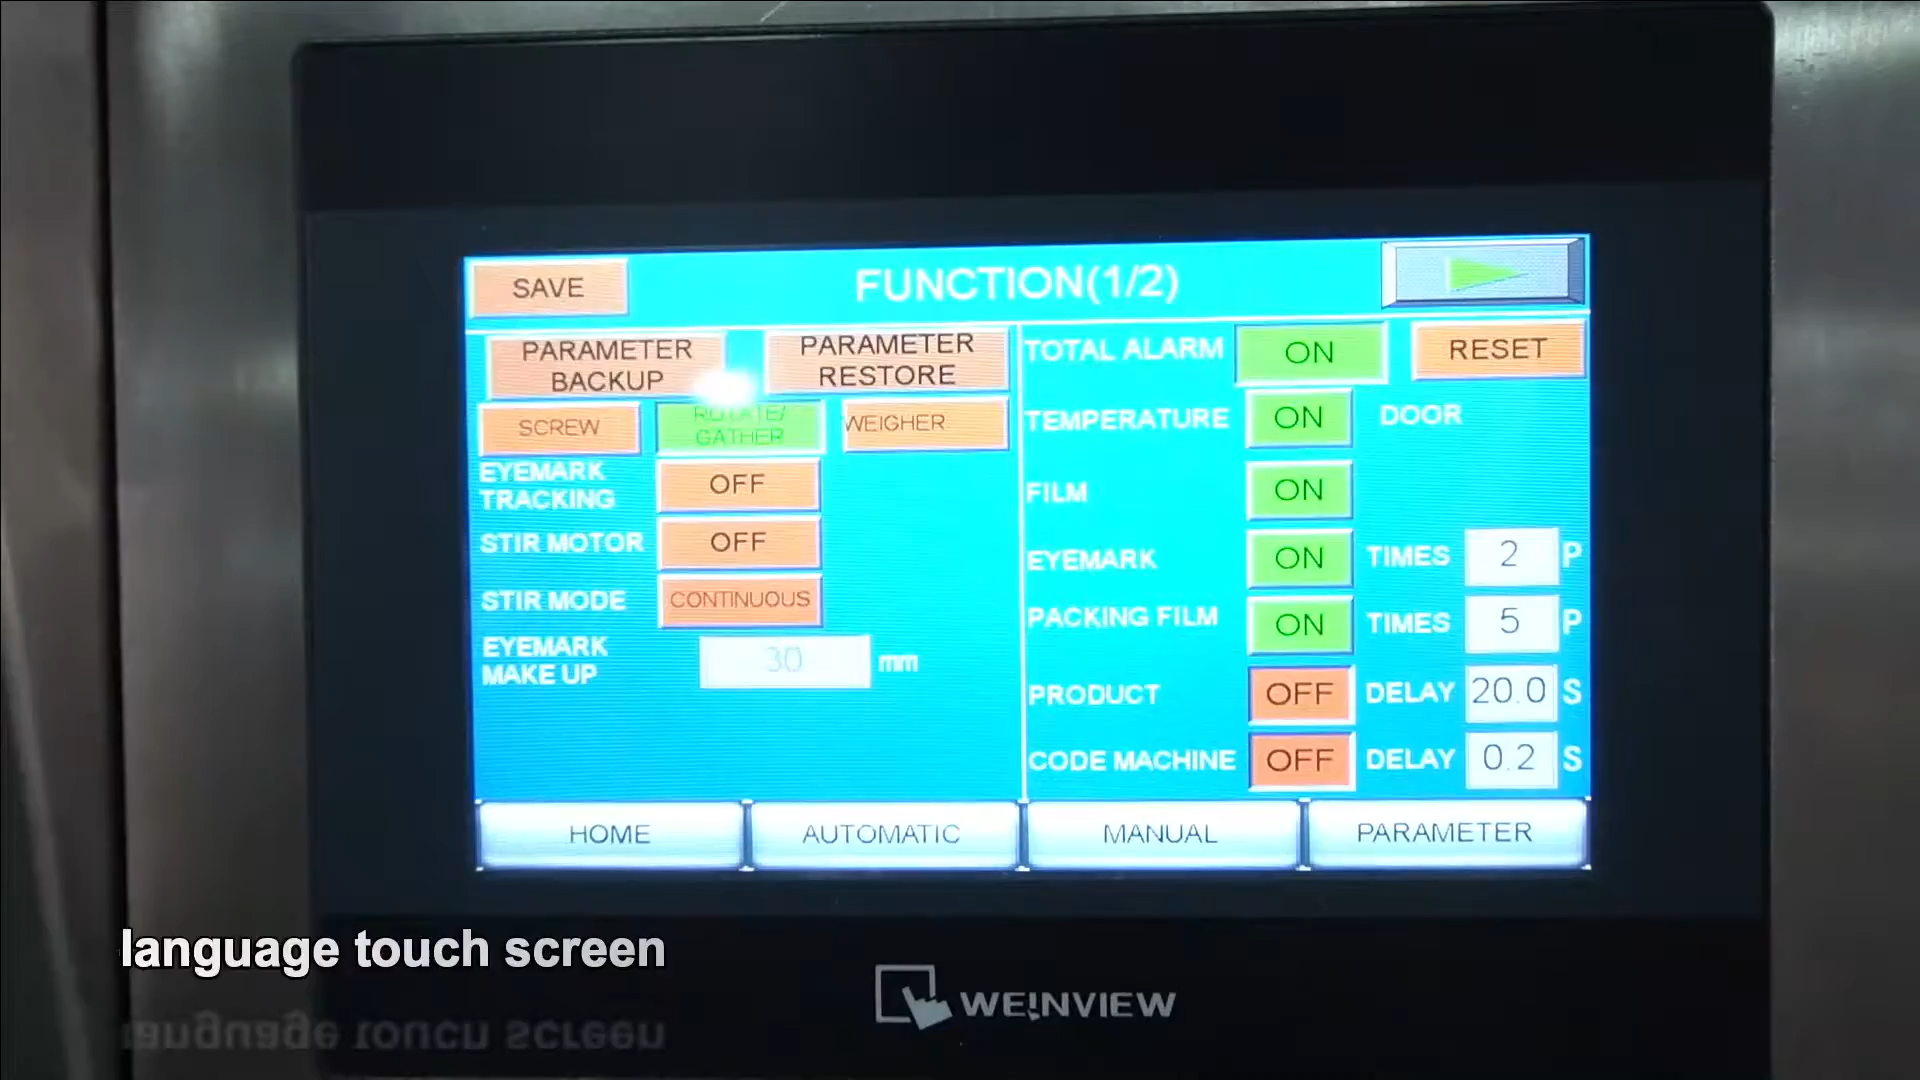 SAVE
FUNCTION(1/2)
PARAMETER
BACKUP
PARAMETER
RESTORE
SCREW
ROTATE/
GATHER
WEIGHER
EYEMARK
TRACKING
OFF
STIR MOTOR
OFF
STIR MODE
CONTINUOUS
EYEMARK
MAKE UP
30 mm
TOTAL ALARM
ON
RESET
TEMPERATURE
ON
DOOR
FILM
ON
EYEMARK
ON
TIMES
2 P
PACKING FILM
ON
TIMES
5 P
PRODUCT
OFF
DELAY
20.0 S
CODE MACHINE
OFF
DELAY
0.2 S
HOME
AUTOMATIC
MANUAL
PARAMETER
language touch screen
WEINVIEW